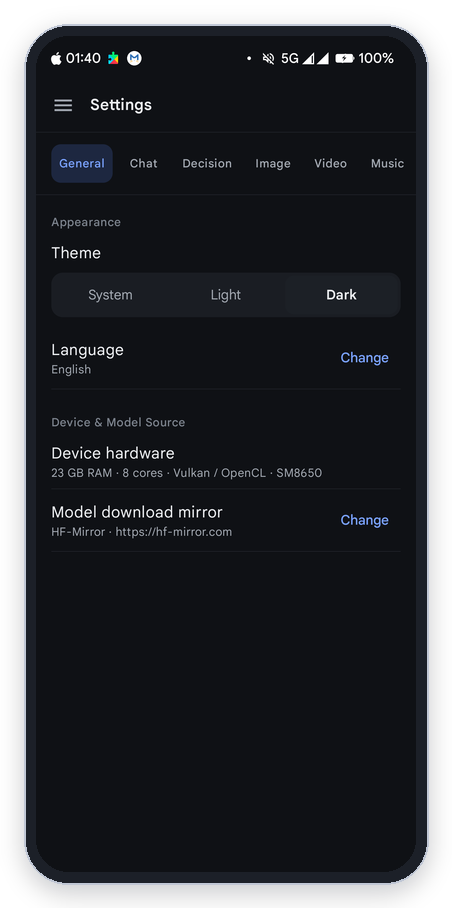 01:40
5G
100%
Settings
General Chat Decision Image Video Music
Appearance
Theme
System Light Dark
Language
English
Change
Device & Model Source
Device hardware
23 GB RAM · 8 cores · Vulkan / OpenCL · SM8650
Model download mirror
HF-Mirror · https://hf-mirror.com
Change